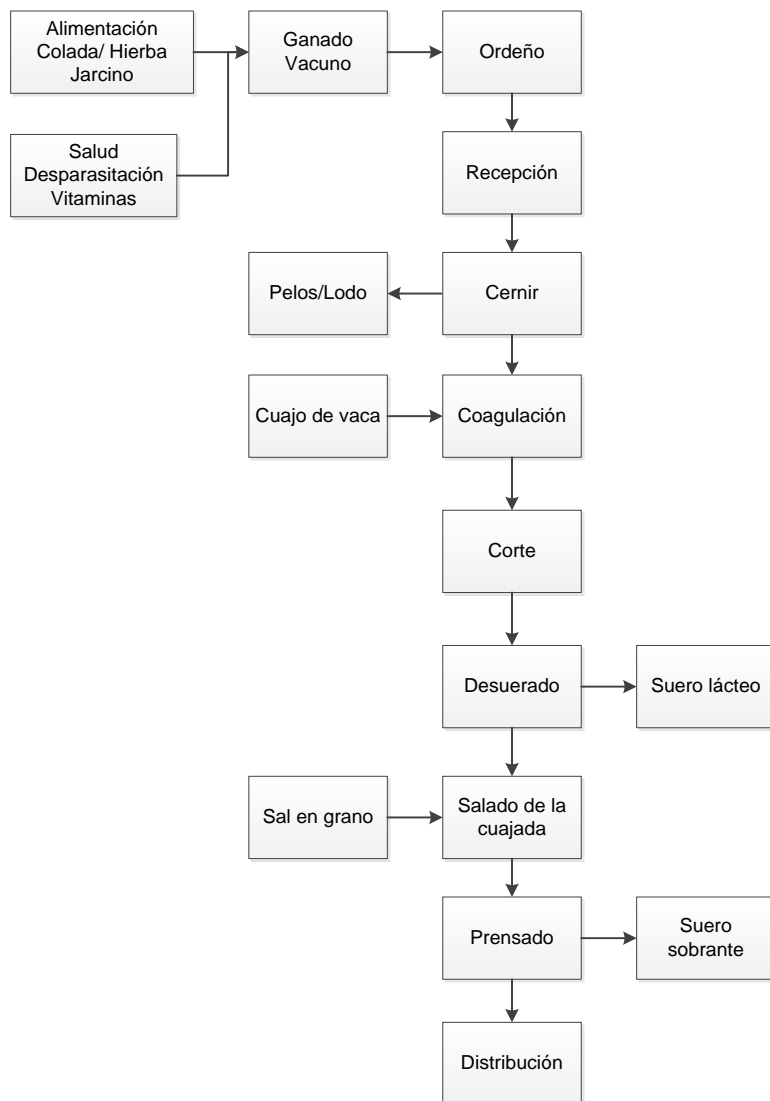 Alimentación
Colada/ Hierba
Jarcino
Ganado
Vacuno
Ordeño
Salud
Desparasitación
Vitaminas
Recepción
Pelos/Lodo
Cernir
Cuajo de vaca
Coagulación
Corte
Desuerado
Suero lácteo
Sal en grano
Salado de la
cuajada
Prensado
Suero
sobrante
Distribución